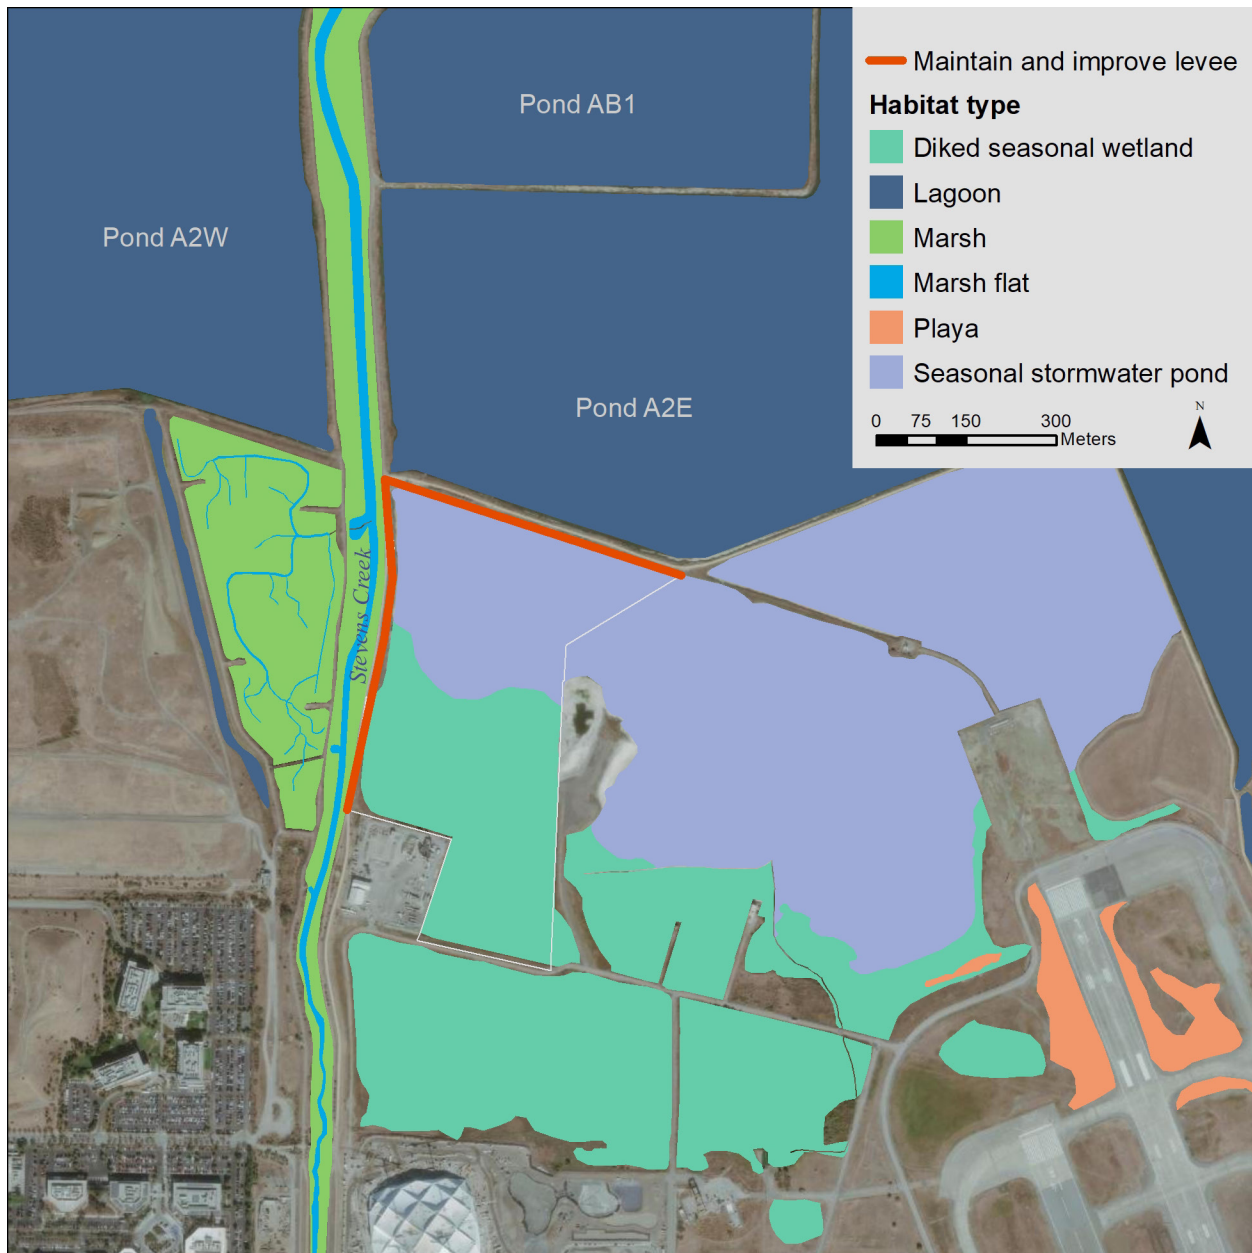 Maintain and improve levee
Habitat type
Diked seasonal wetland
Lagoon
Marsh
Marsh flat
Playa
Seasonal stormwater pond
0 75 150 300
Meters
N
Pond AB1
Pond A2W
Pond A2E
Stevens Creek